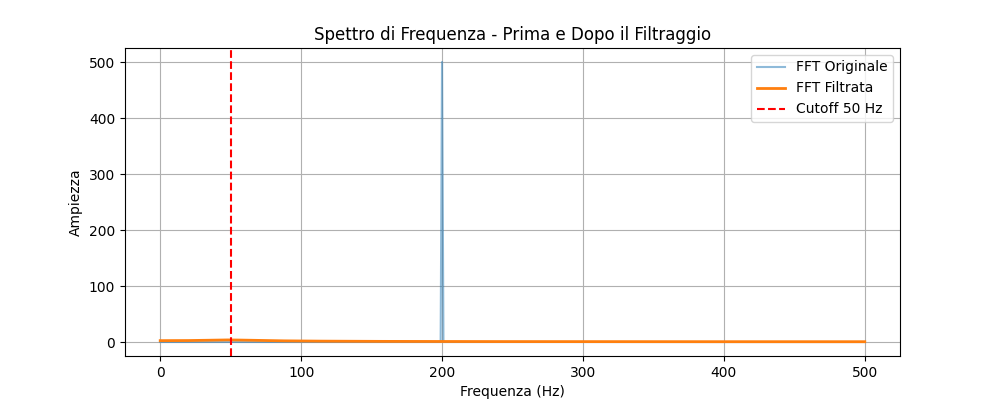 Spettro di Frequenza - Prima e Dopo il Filtraggio
FFT Originale
FFT Filtrata
Cutoff 50 Hz
Ampiezza
500
400
300
200
100
0
0 100 200 300 400 500
Frequenza (Hz)